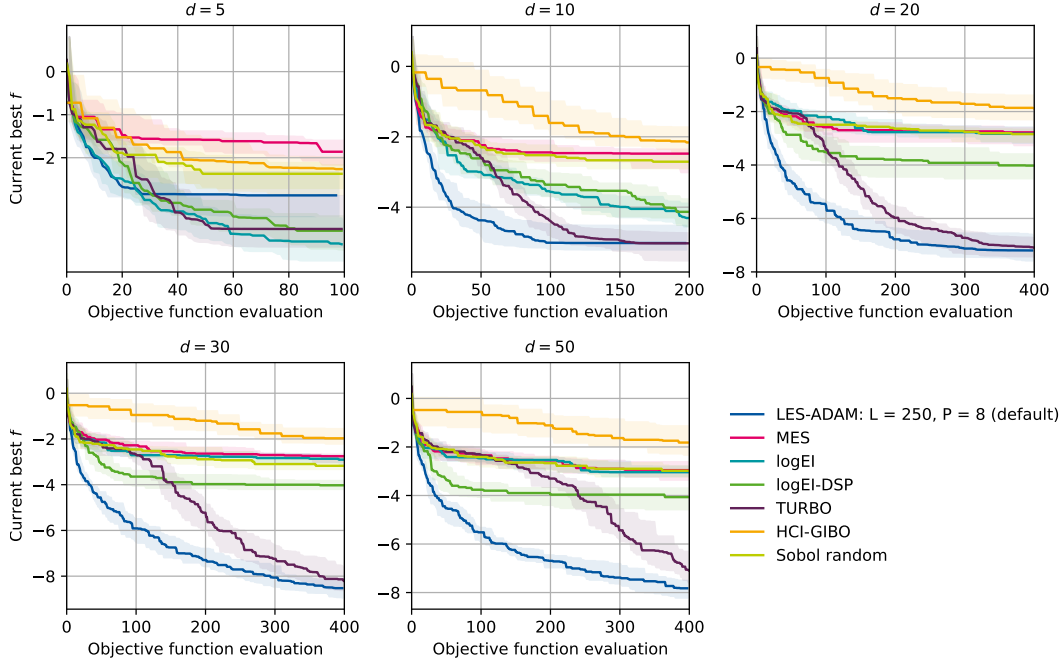 d = 5
d = 10
d = 20
Current best f
0
−1
−2
0
20
40
60
80
100
Objective function evaluation
0
−2
−4
0
50
100
150
200
Objective function evaluation
0
−2
−4
−6
−8
0
100
200
300
400
Objective function evaluation
d = 30
d = 50
Current best f
0
−2
−4
−6
−8
0
100
200
300
400
Objective function evaluation
0
−2
−4
−6
−8
0
100
200
300
400
Objective function evaluation
LES-ADAM: L = 250, P = 8 (default)
MES
logEI
logEI-DSP
TURBO
HCI-GIBO
Sobol random